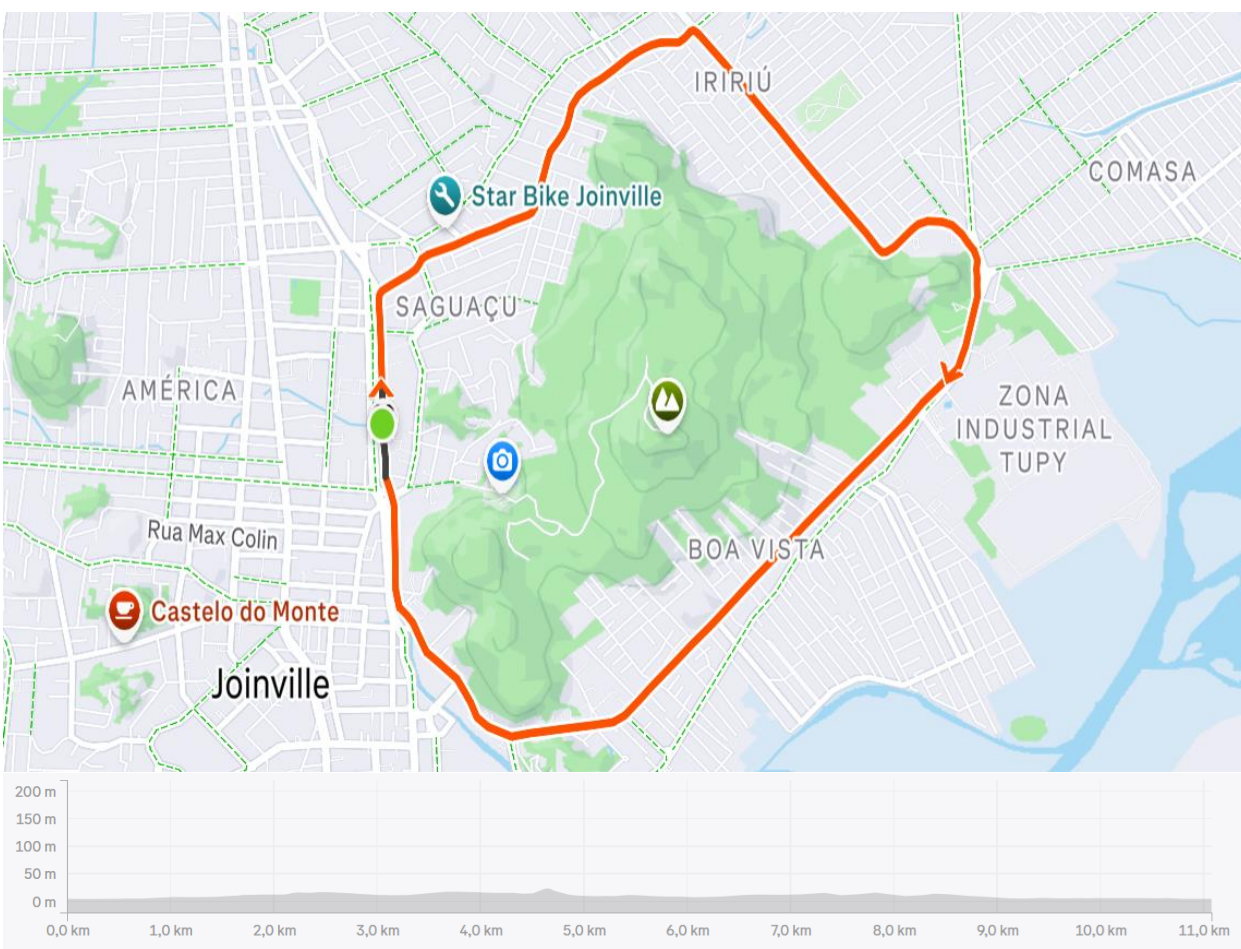 IRIRIÚ
COMASA
Star Bike Joinville
SAGUAÇU
AMÉRICA
ZONA
INDUSTRIAL
TUPY
Rua Max Colin
BOA VISTA
Castelo do Monte
Joinville
200 m
150 m
100 m
50 m
0 m
0,0 km
1,0 km
2,0 km
3,0 km
4,0 km
5,0 km
6,0 km
7,0 km
8,0 km
9,0 km
10,0 km
11,0 km